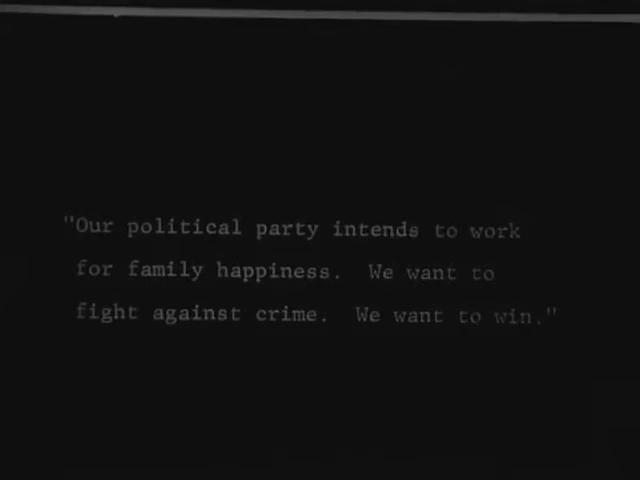 "Our political party intends to work
for family happiness. We want to
fight against crime. We want to win."